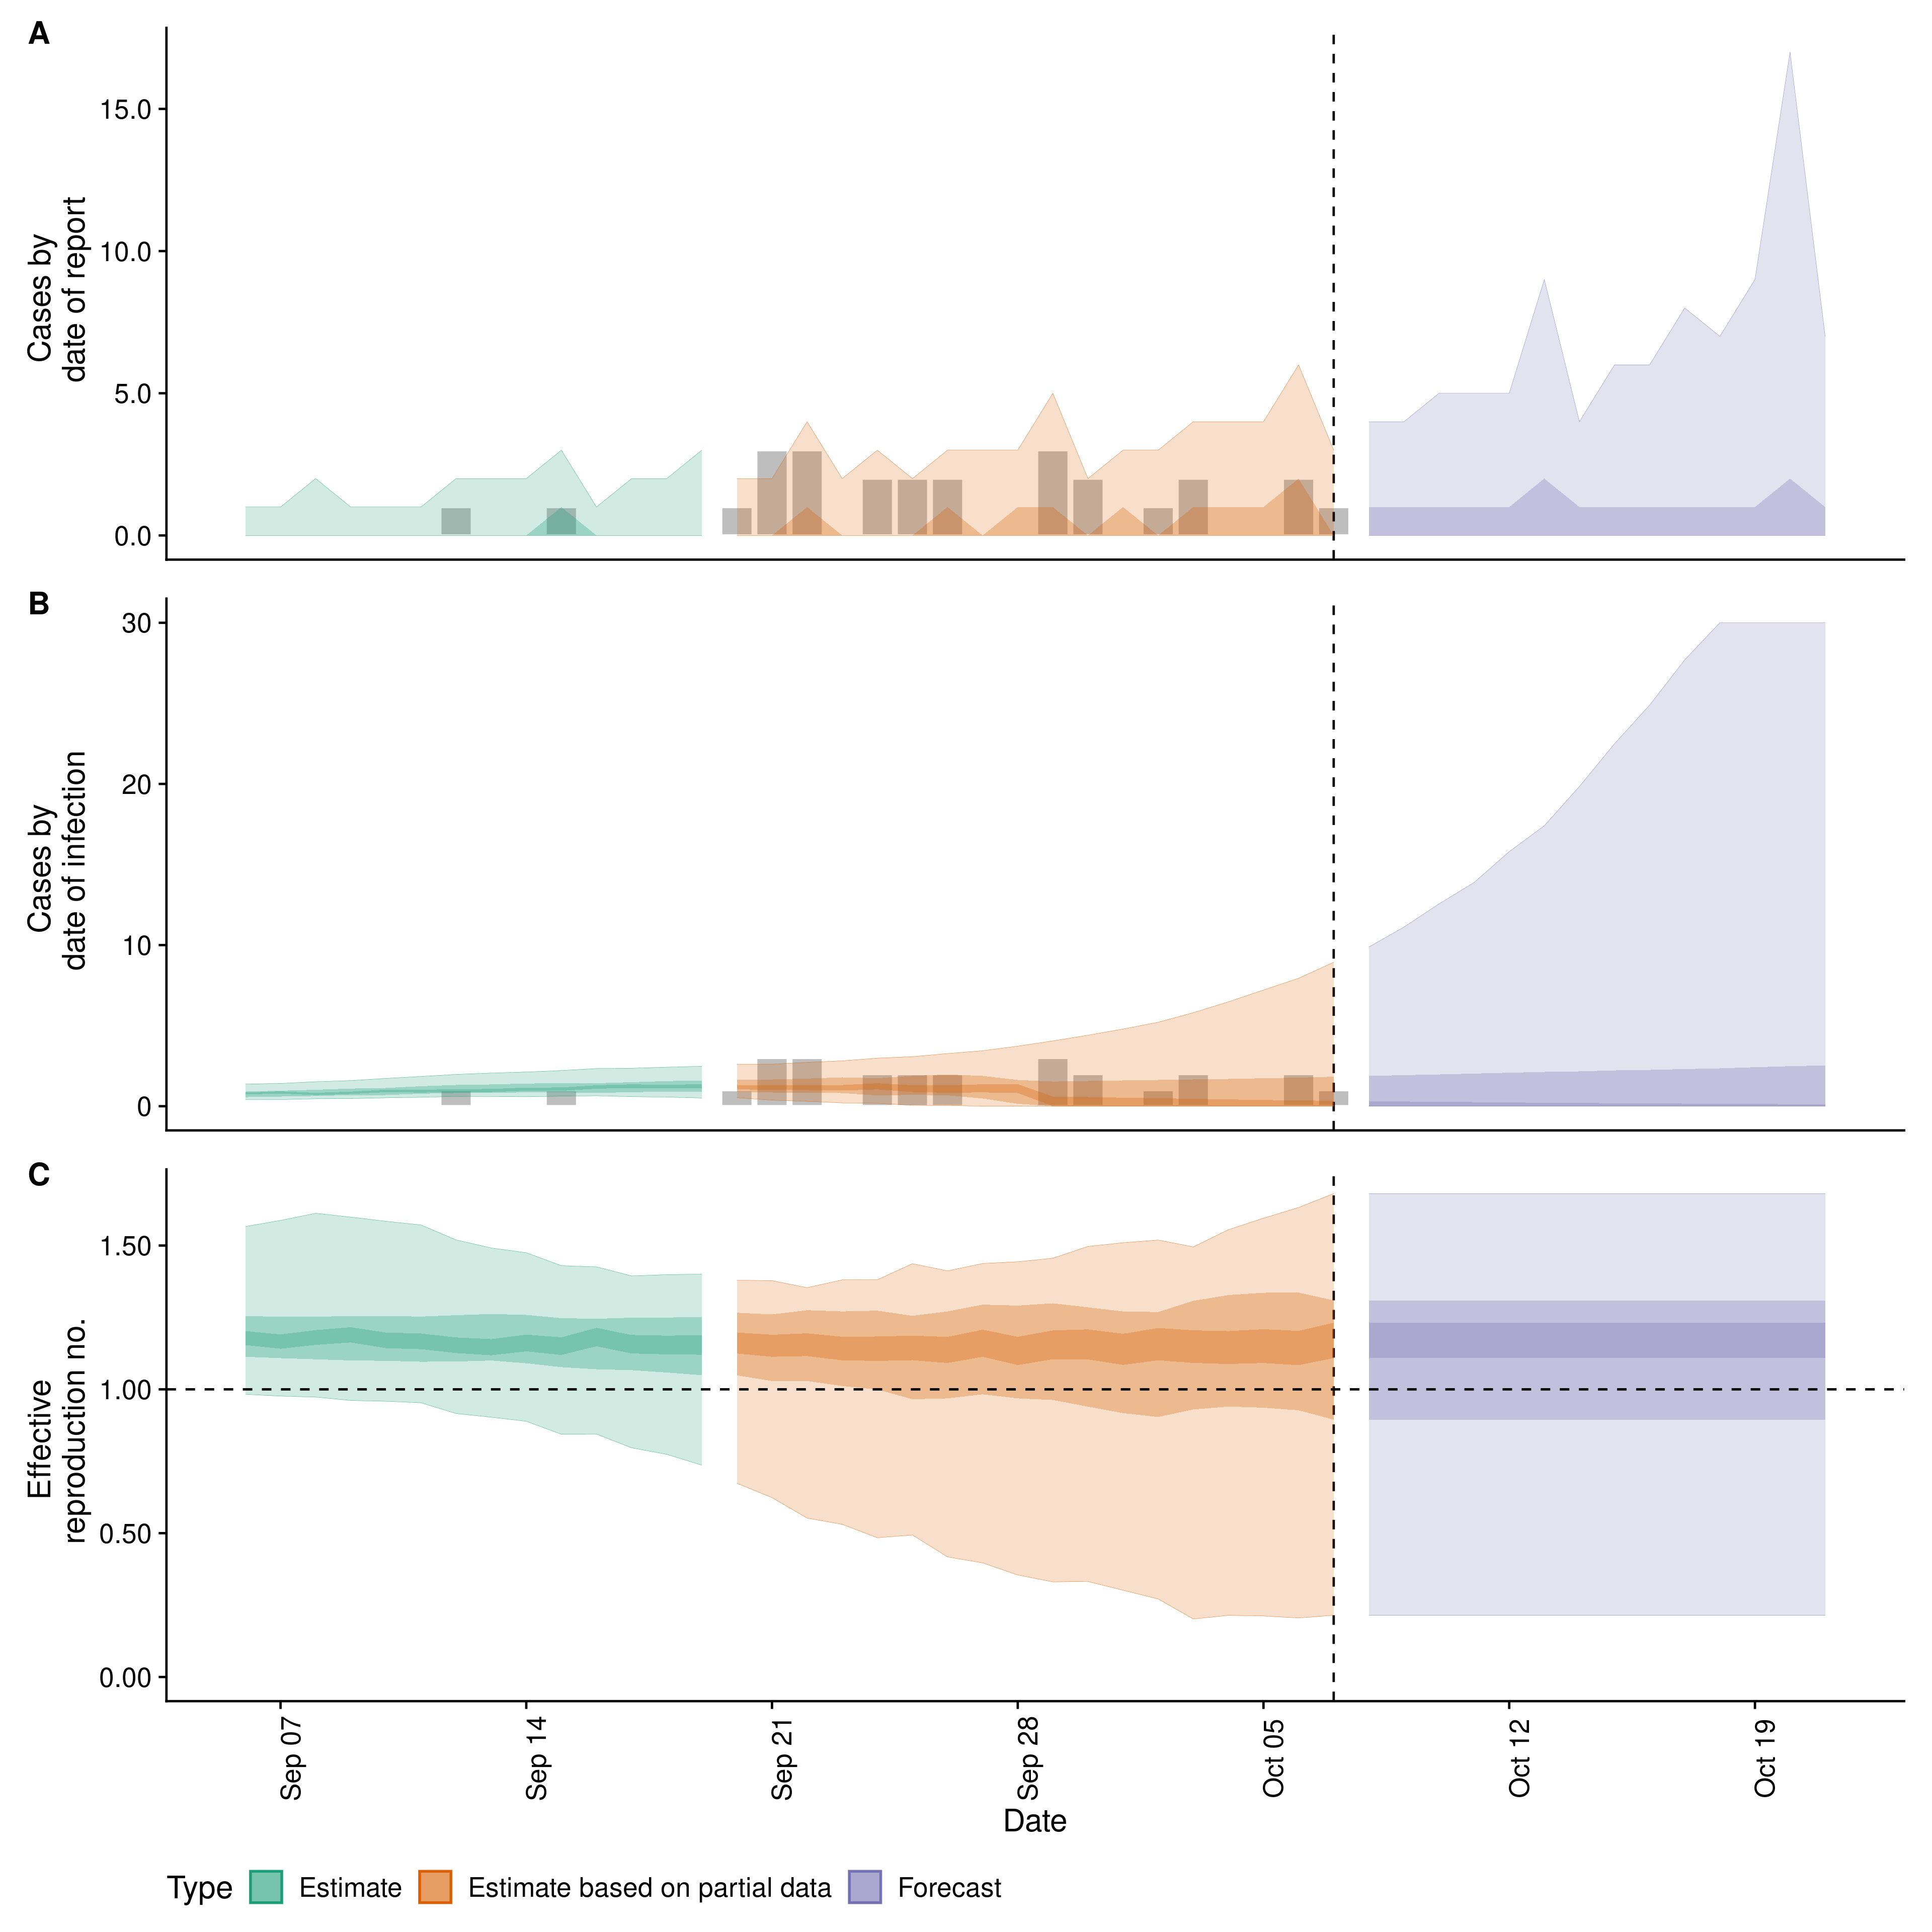 A
15.0
10.0
5.0
0.0
Cases by
date of report
B
30
20
10
0
Cases by
date of infection
C
1.50
1.00
0.50
0.00
Effective
reproduction no.
Sep 07
Sep 14
Sep 21
Sep 28
Oct 05
Oct 12
Oct 19
Date
Type Estimate Estimate based on partial data Forecast